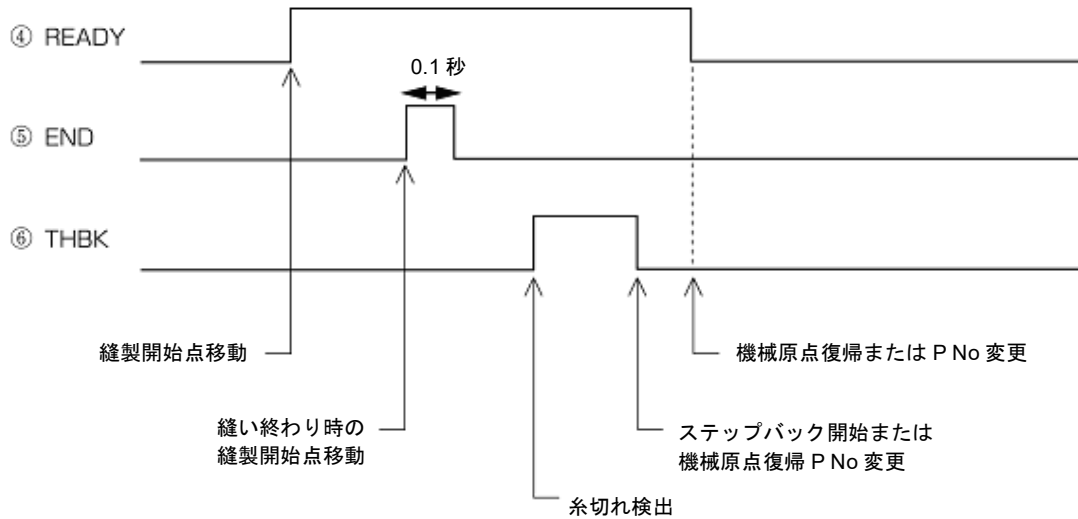 ④ READY
0.1 秒
⑤ END
⑥ THBK
縫製開始点移動
機械原点復帰または P No 変更
縫い終わり時の
縫製開始点移動
ステップバック開始または
機械原点復帰 P No 変更
糸切れ検出